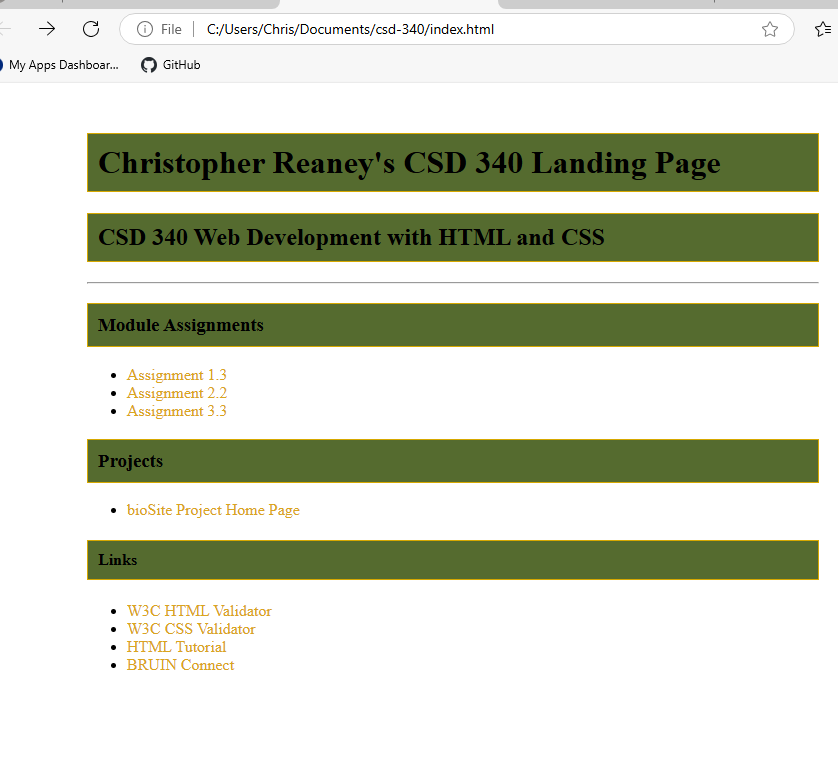 File C:/Users/Chris/Documents/csd-340/index.html
My Apps Dashboar... GitHub
Christopher Reaney's CSD 340 Landing Page
CSD 340 Web Development with HTML and CSS
Module Assignments
Assignment 1.3
Assignment 2.2
Assignment 3.3
Projects
bioSite Project Home Page
Links
W3C HTML Validator
W3C CSS Validator
HTML Tutorial
BRUIN Connect